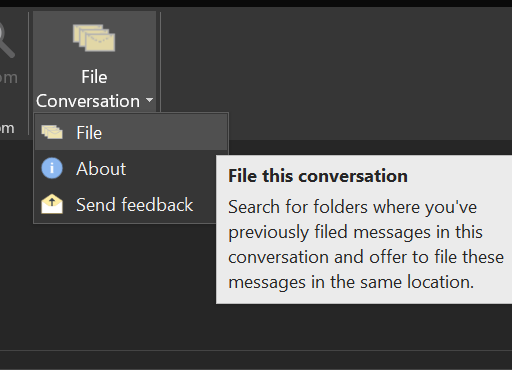 om
File
Conversation
om
File
About
Send feedback
File this conversation
Search for folders where you've
previously filed messages in this
conversation and offer to file these
messages in the same location.